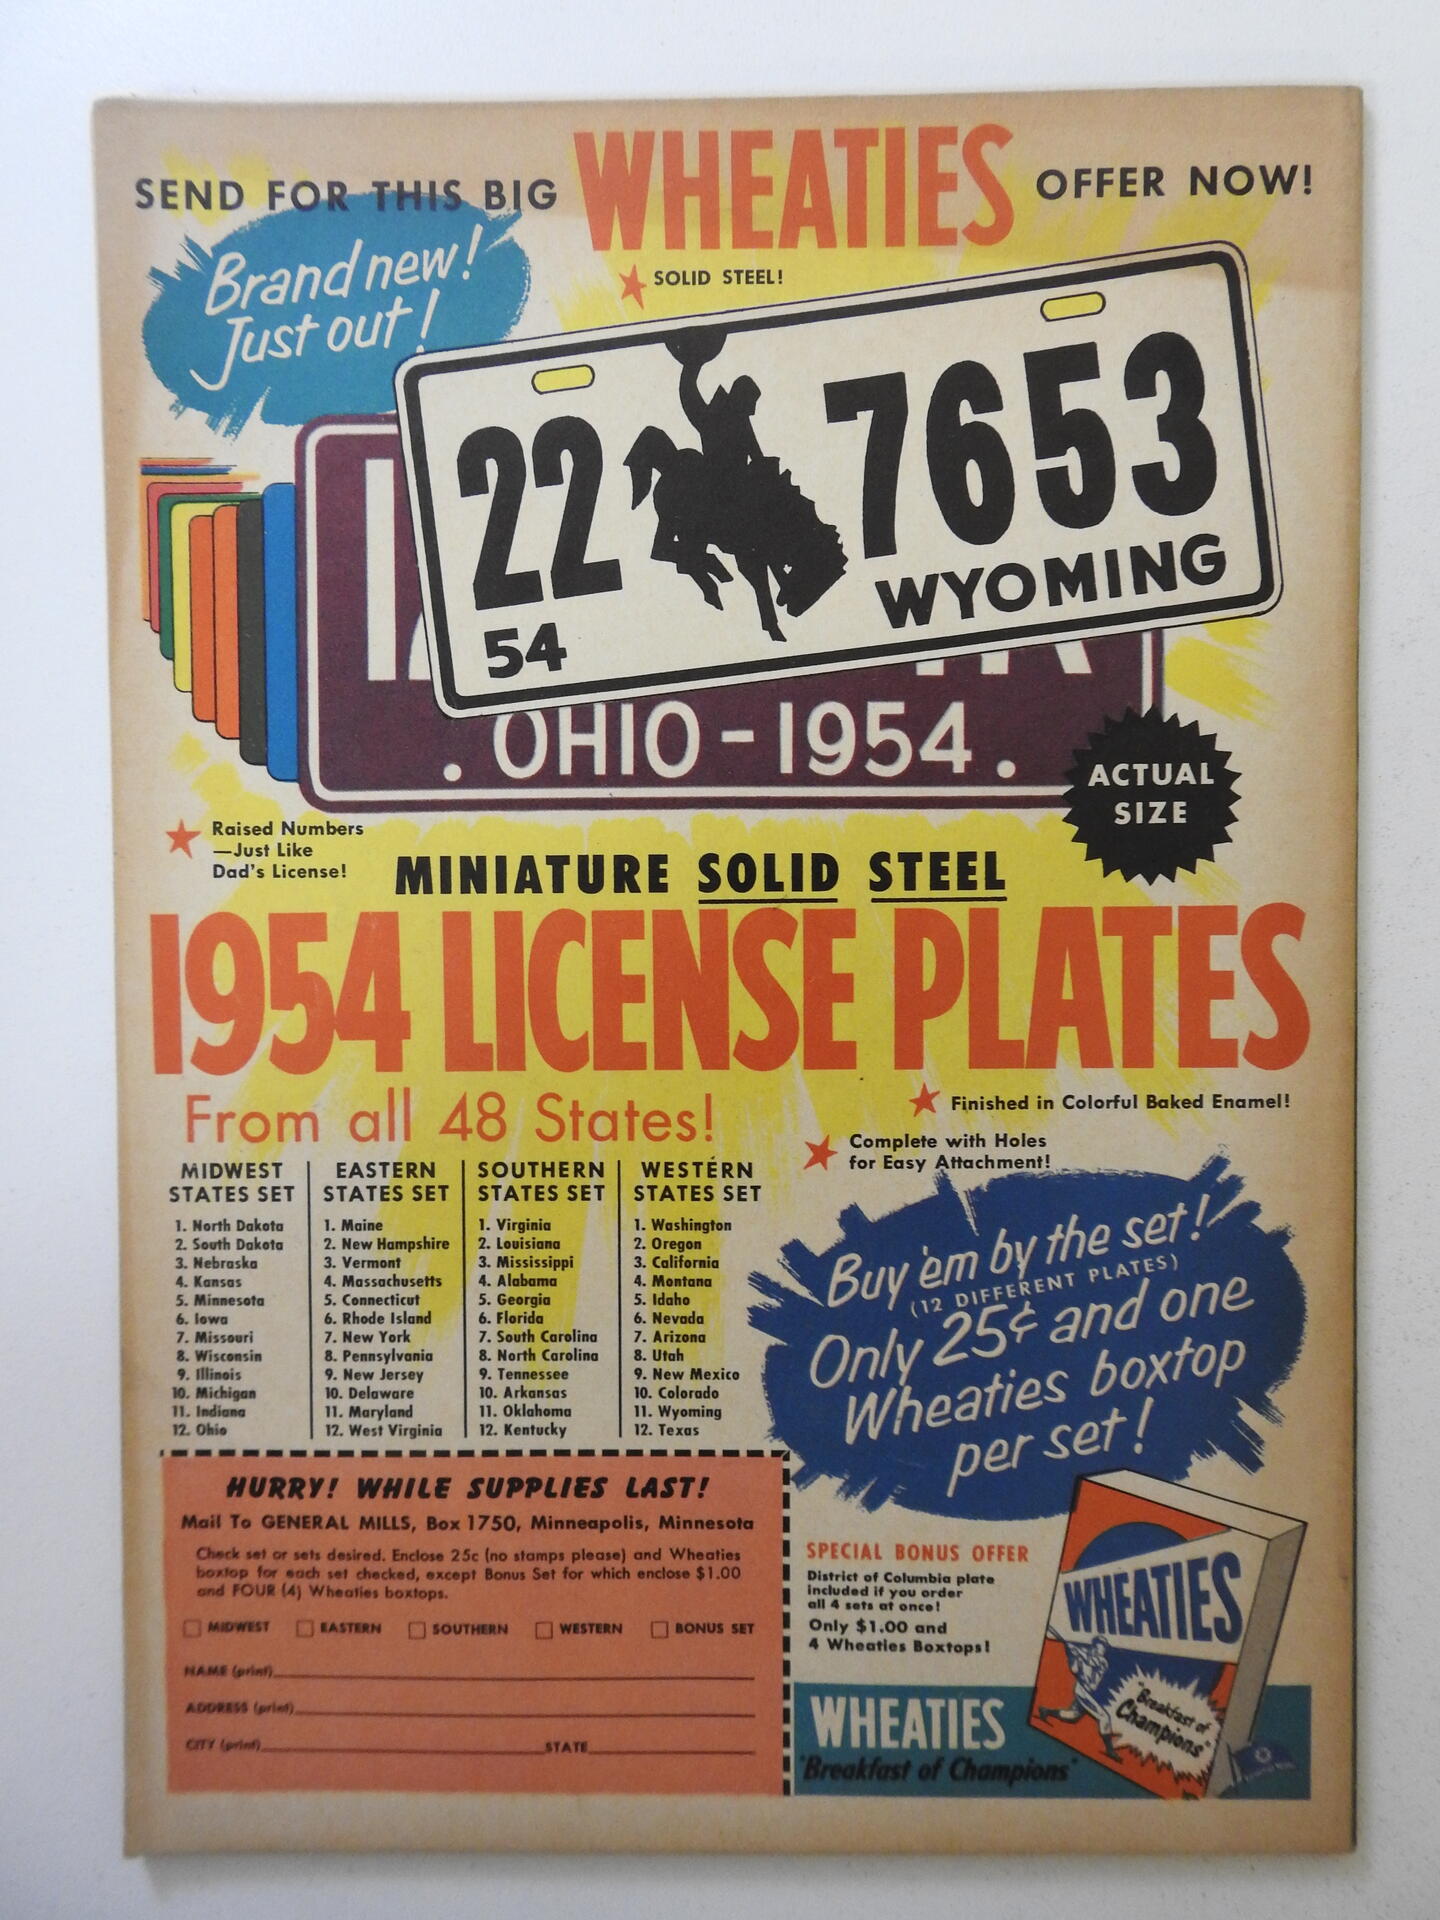 SEND FOR THIS BIG WHEATIES OFFER NOW!
Brand new!
Just out!
SOLID STEEL!
22 7653
54 WYOMING
. OHIO - 1954 .
ACTUAL
SIZE
Raised Numbers
—Just Like
Dad's License!
MINIATURE SOLID STEEL
1954 LICENSE PLATES
From all 48 States!
Finished in Colorful Baked Enamel!
Complete with Holes
for Easy Attachment!
MIDWEST
STATES SET
1. North Dakota
2. South Dakota
3. Nebraska
4. Kansas
5. Minnesota
6. Iowa
7. Missouri
8. Wisconsin
9. Illinois
10. Michigan
11. Indiana
12. Ohio
EASTERN
STATES SET
1. Maine
2. New Hampshire
3. Vermont
4. Massachusetts
5. Connecticut
6. Rhode Island
7. New York
8. Pennsylvania
9. New Jersey
10. Delaware
11. Maryland
12. West Virginia
SOUTHERN
STATES SET
1. Virginia
2. Louisiana
3. Mississippi
4. Alabama
5. Georgia
6. Florida
7. South Carolina
8. North Carolina
9. Tennessee
10. Arkansas
11. Oklahoma
12. Kentucky
WESTERN
STATES SET
1. Washington
2. Oregon
3. California
4. Montana
5. Idaho
6. Nevada
7. Arizona
8. Utah
9. New Mexico
10. Colorado
11. Wyoming
12. Texas
Buy 'em by the set!
(12 DIFFERENT PLATES)
Only 25¢ and one
Wheaties boxtop
per set!
HURRY! WHILE SUPPLIES LAST!
Mail To GENERAL MILLS, Box 1750, Minneapolis, Minnesota
Check set or sets desired. Enclose 25c (no stamps please) and Wheaties
boxtop for each set checked, except Bonus Set for which enclose $1.00
and FOUR (4) Wheaties boxtops.
MIDWEST EASTERN SOUTHERN WESTERN BONUS SET
NAME (print)
ADDRESS (print)
CITY (print) STATE
SPECIAL BONUS OFFER
District of Columbia plate
included if you order
all 4 sets at once!
Only $1.00 and
4 Wheaties Boxtops!
WHEATIES
"Breakfast of Champions"
WHEATIES
"Breakfast of
Champions"